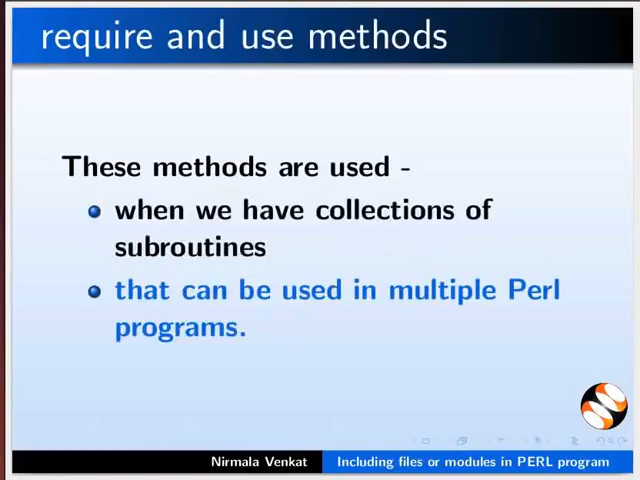 require and use methods
These methods are used -
when we have collections of
subroutines
that can be used in multiple Perl
programs.
Nirmala Venkat
Including files or modules in PERL program